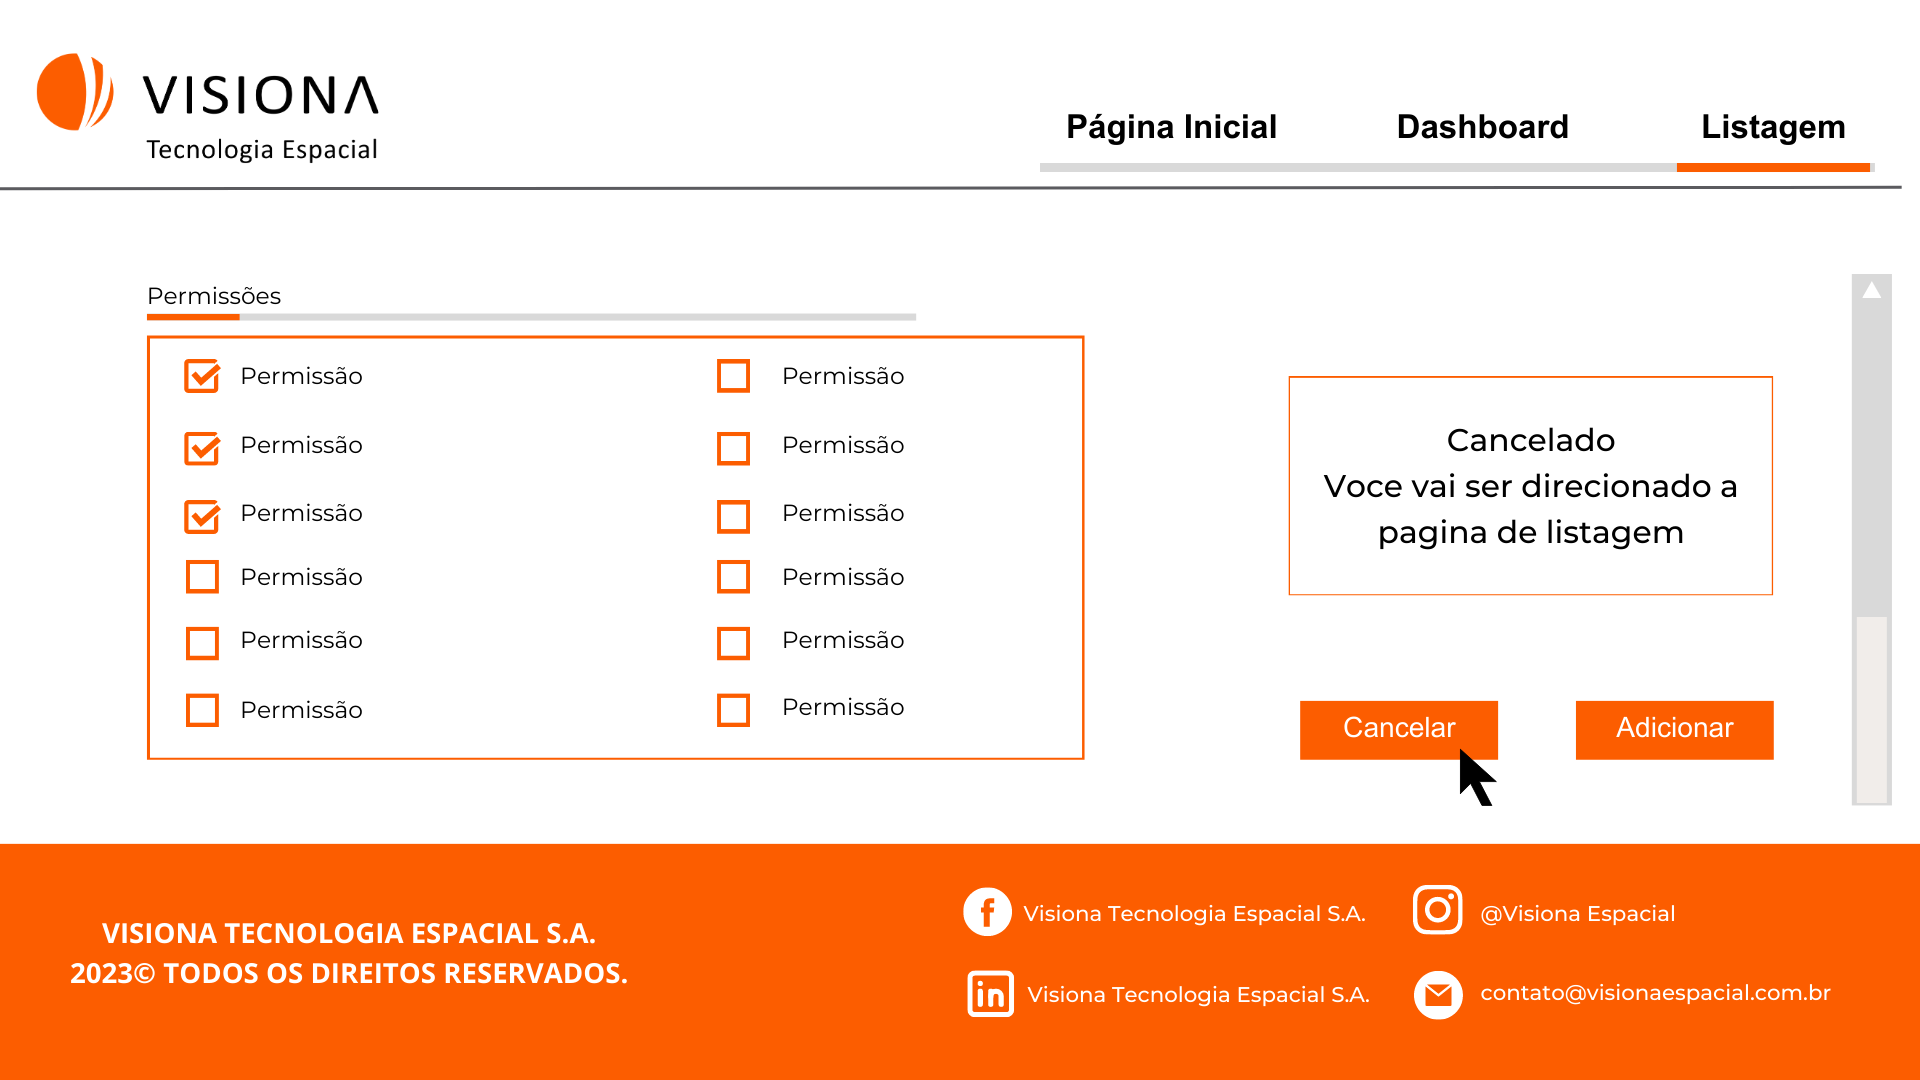 VISIONA
Tecnologia Espacial
Página Inicial
Dashboard
Listagem
Permissões
Permissão
Permissão
Permissão
Permissão
Permissão
Permissão
Permissão
Permissão
Permissão
Permissão
Permissão
Permissão
Cancelado
Voce vai ser direcionado a
pagina de listagem
Cancelar
Adicionar
VISIONA TECNOLOGIA ESPACIAL S.A.
2023© TODOS OS DIREITOS RESERVADOS.
Visiona Tecnologia Espacial S.A.
@Visiona Espacial
Visiona Tecnologia Espacial S.A.
contato@visionaespacial.com.br